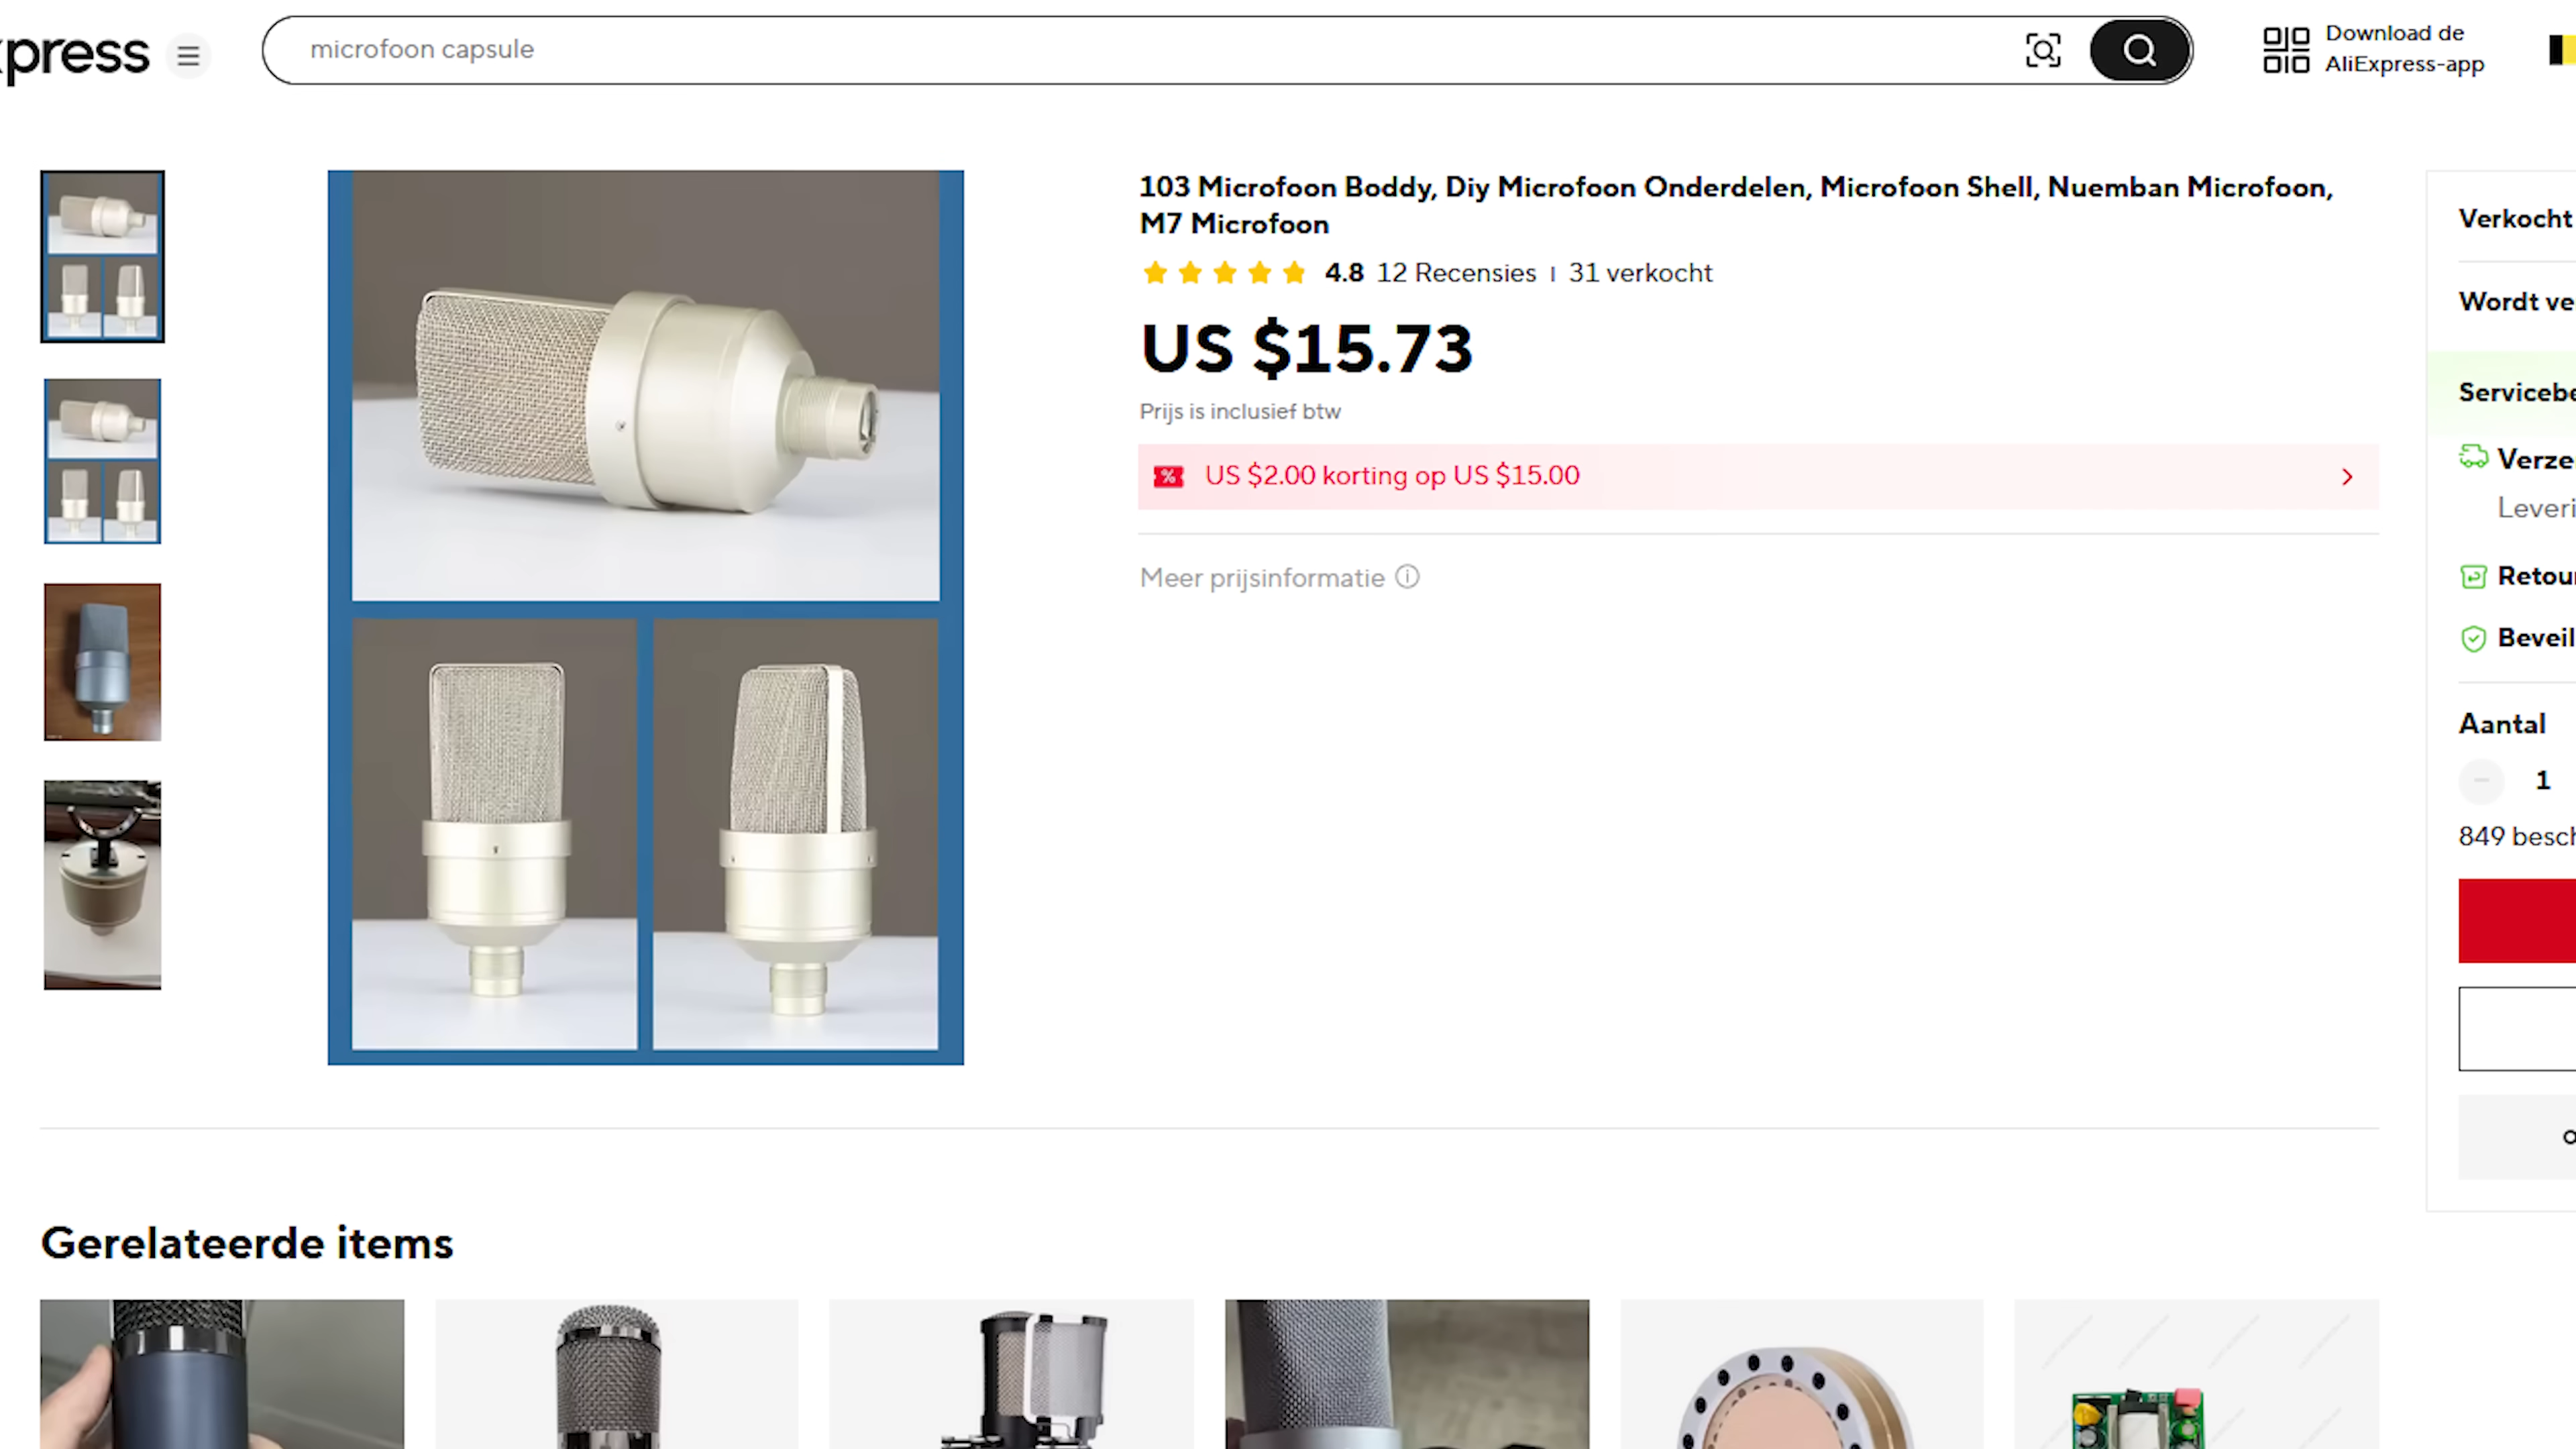 xpress
microfoon capsule
Download de
AliExpress-app
103 Microfoon Boddy, Diy Microfoon Onderdelen, Microfoon Shell, Nuemban Microfoon,
M7 Microfoon
4.8 12 Recensies | 31 verkocht
US $15.73
Prijs is inclusief btw
US $2.00 korting op US $15.00
Meer prijsinformatie
Verkocht
Wordt ve
Servicebe
Verze
Leveri
Retour
Beveil
Aantal
1
849 besch
Gerelateerde items